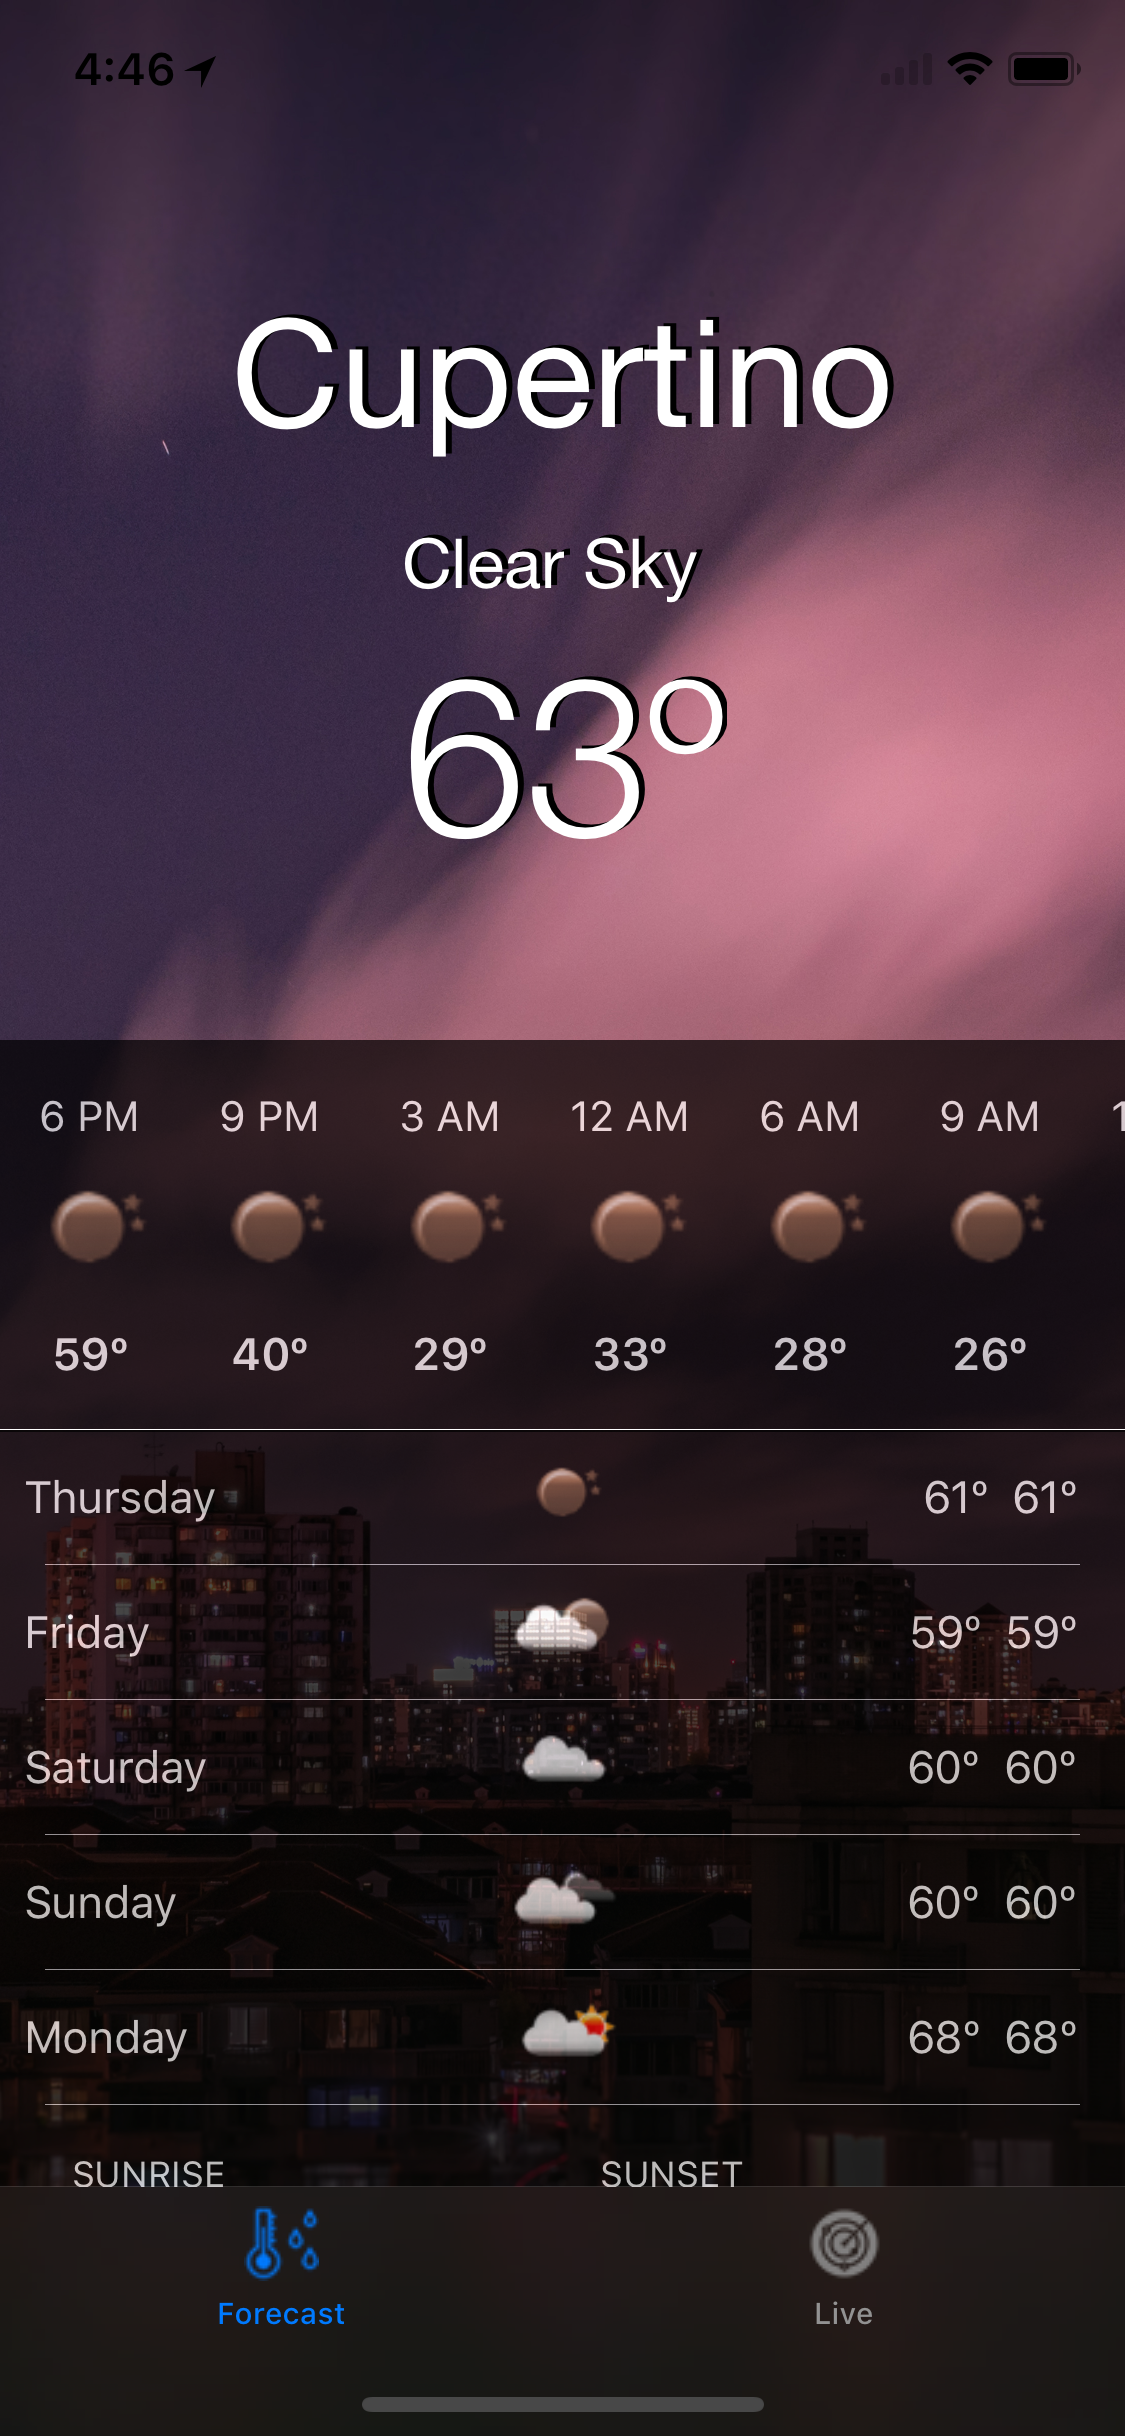 4:46
Cupertino
Clear Sky
63°
6 PM 9 PM 3 AM 12 AM 6 AM 9 AM 1
59° 40° 29° 33° 28° 26°
Thursday 61° 61°
Friday 59° 59°
Saturday 60° 60°
Sunday 60° 60°
Monday 68° 68°
SUNRISE SUNSET
Forecast Live